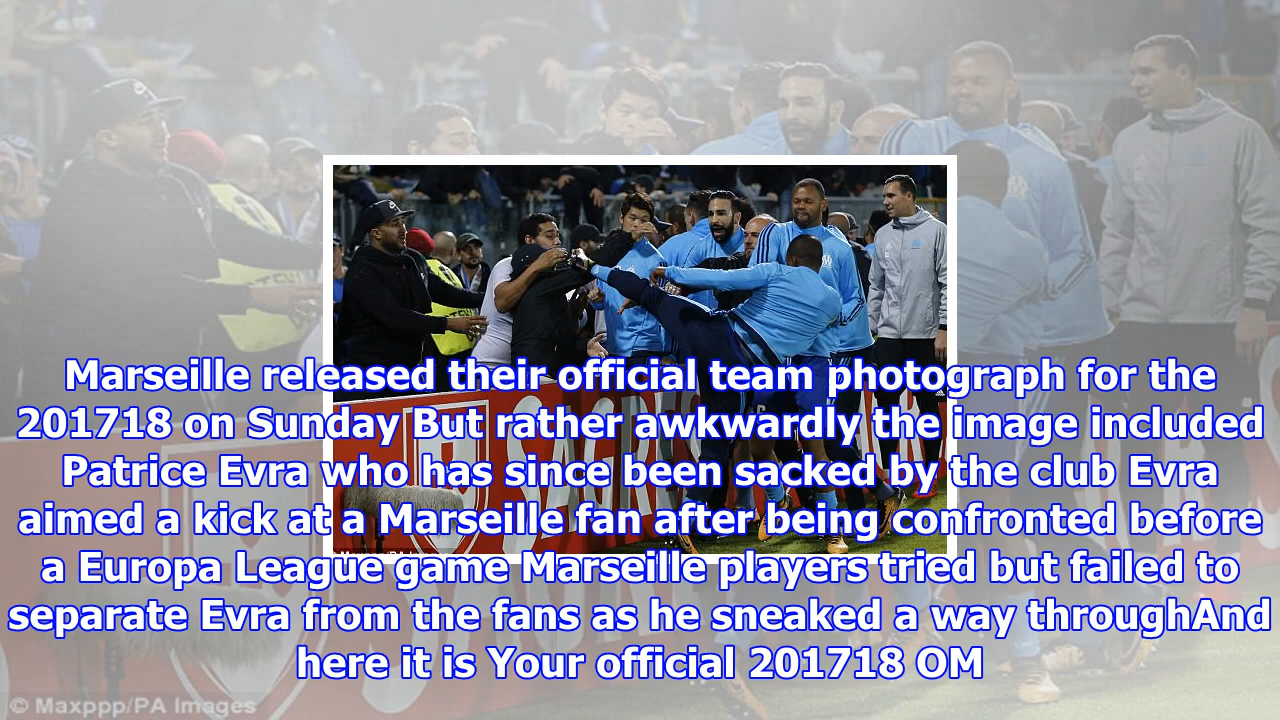 Marseille released their official team photograph for the
201718 on Sunday But rather awkwardly the image included
Patrice Evra who has since been sacked by the club Evra
aimed a kick at a Marseille fan after being confronted before
a Europa League game Marseille players tried but failed to
separate Evra from the fans as he sneaked a way throughAnd
here it is Your official 201718 OM
© Maxppp/PA Images